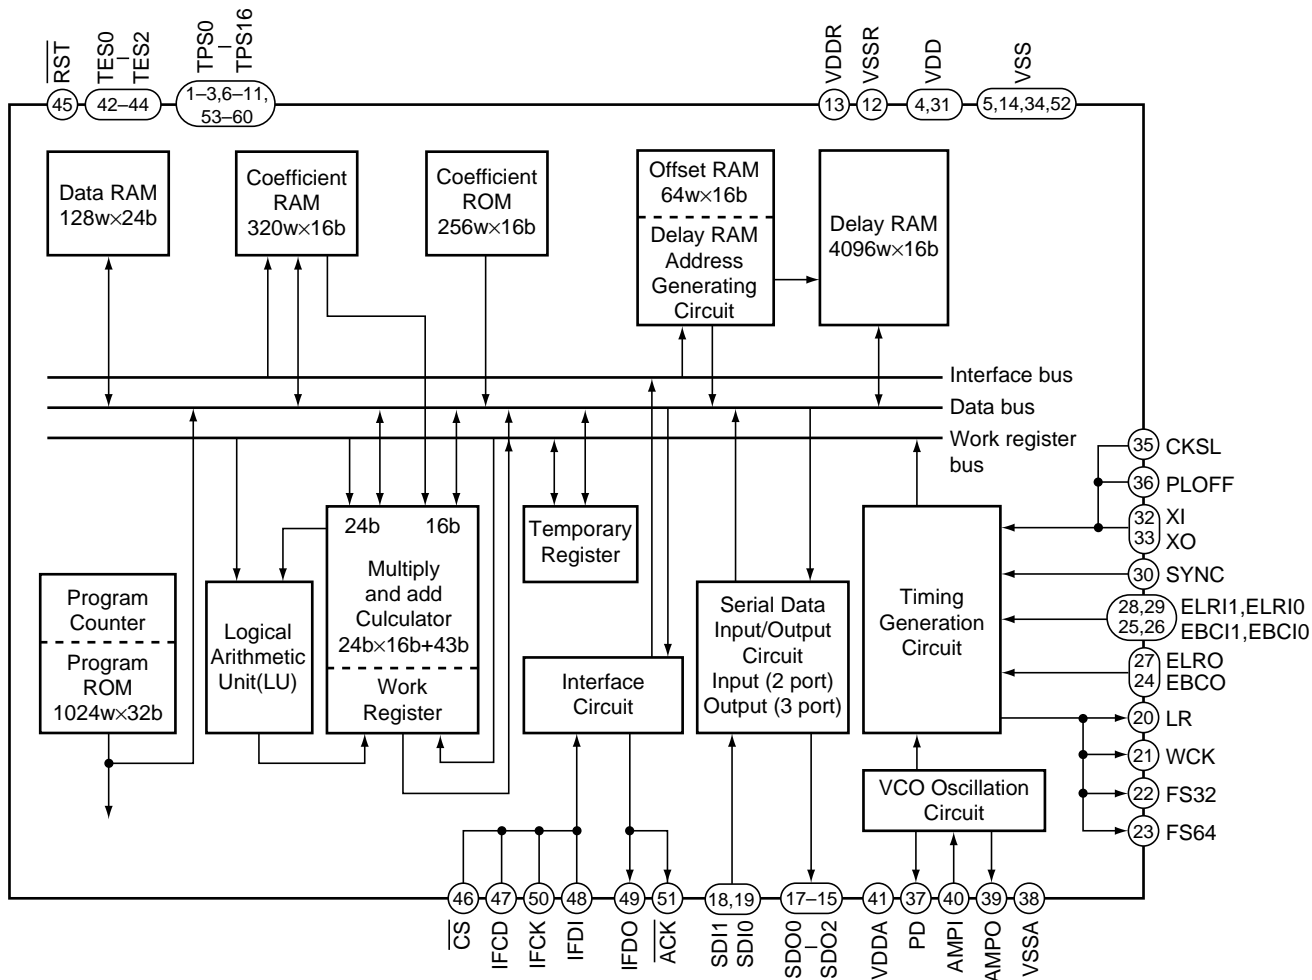 RST
TES0
–
TES2
TPS0
–
TPS16
VDDR
VSSR
VDD
VSS
45
42–44
1–3,6–11,
53–60
13
12
4,31
5,14,34,52
Data RAM
128w×24b
Coefficient
RAM
320w×16b
Coefficient
ROM
256w×16b
Offset RAM
64w×16b
Delay RAM
Address
Generating
Circuit
Delay RAM
4096w×16b
Interface bus
Data bus
Work register
bus
35 CKSL
36 PLOFF
32 XI
33 XO
30 SYNC
28,29 ELRI1,ELRI0
25,26 EBCI1,EBCI0
27 ELRO
24 EBCO
20 LR
21 WCK
22 FS32
23 FS64
Program
Counter
Program
ROM
1024w×32b
Logical
Arithmetic
Unit(LU)
24b 16b
Multiply
and add
Culculator
24b×16b+43b
Work
Register
Temporary
Register
Interface
Circuit
Serial Data
Input/Output
Circuit
Input (2 port)
Output (3 port)
Timing
Generation
Circuit
VCO Oscillation
Circuit
46
47
50
48
49
51
18,19
17–15
41
37
40
39
38
CS
IFCD
IFCK
IFDI
IFDO
ACK
SDI1
SDI0
SDO0
–
SDO2
VDDA
PD
AMPI
AMPO
VSSA